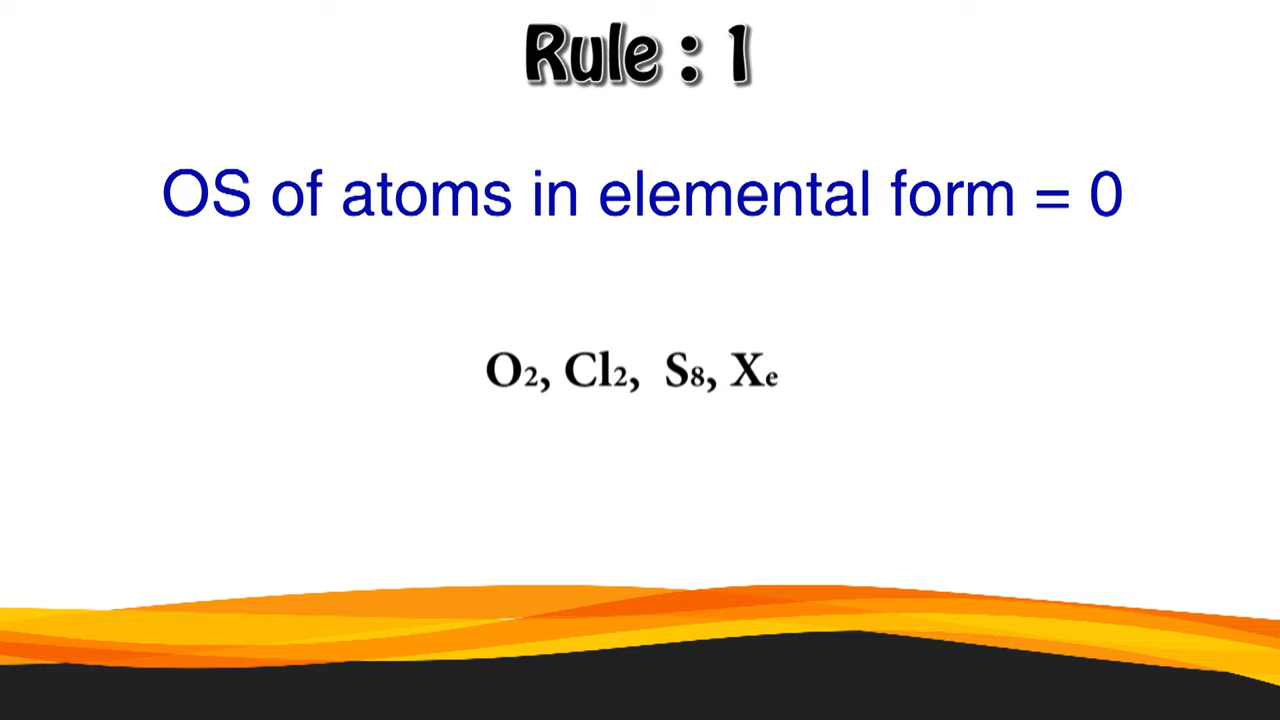 Rule : 1
OS of atoms in elemental form = 0
O₂, Cl₂, S₈, Xₑ